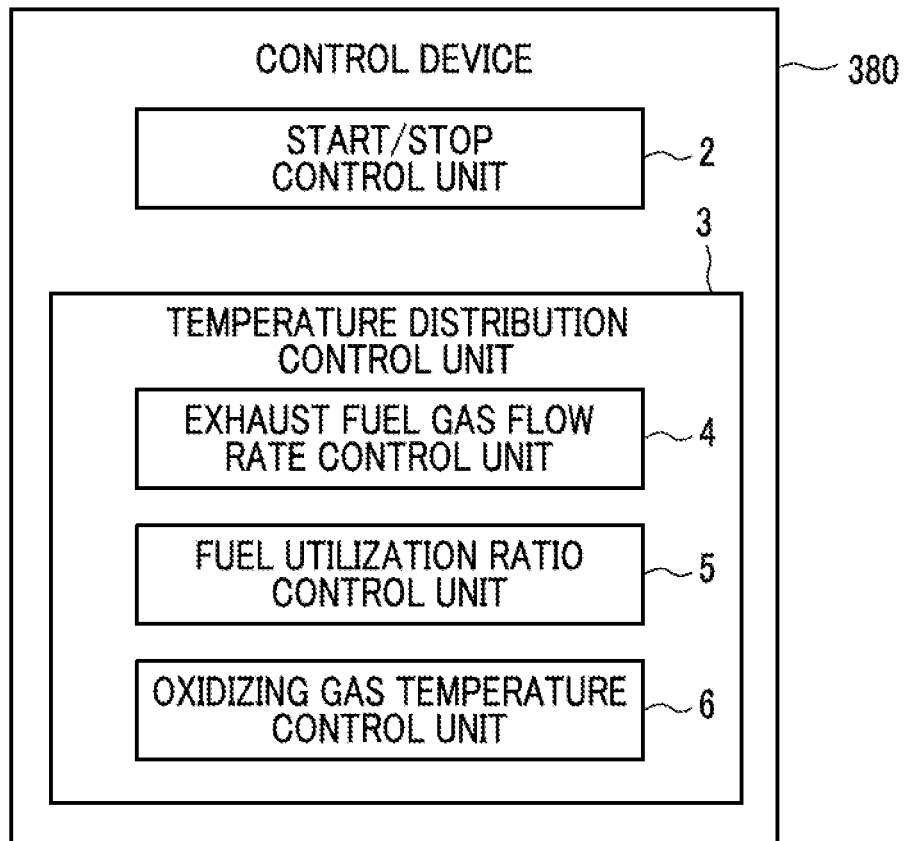 CONTROL DEVICE
380
START/STOP
CONTROL UNIT
2
3
TEMPERATURE DISTRIBUTION
CONTROL UNIT
EXHAUST FUEL GAS FLOW
RATE CONTROL UNIT
4
FUEL UTILIZATION RATIO
CONTROL UNIT
5
OXIDIZING GAS TEMPERATURE
CONTROL UNIT
6